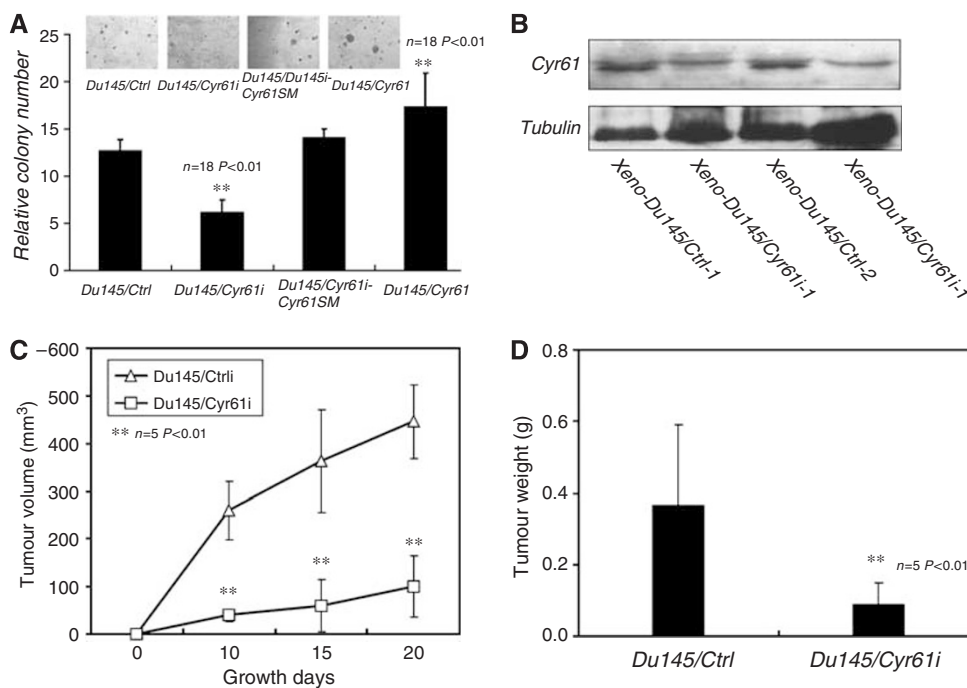 A
Relative colony number
25
20
15
10
5
0
Du145/Ctrl
Du145/Cyr61i
Du145/Du145i-
Cyr61SM
Du145/Cyr61
n=18 P<0.01
**
n=18 P<0.01
**
Du145/Ctrl
Du145/Cyr61i
Du145/Cyr61i-
Cyr61SM
Du145/Cyr61
B
Cyr61
Tubulin
Xeno-Du145/Ctrl-1
Xeno-Du145/Cyr61i-1
Xeno-Du145/Ctrl-2
Xeno-Du145/Cyr61i-1
C
Tumour volume (mm³)
–600
500
400
300
200
100
0
Du145/Ctrli
Du145/Cyr61i
** n=5 P<0.01
**
**
**
0
10
15
20
Growth days
D
Tumour weight (g)
0.8
0.6
0.4
0.2
0.0
**
n=5 P<0.01
Du145/Ctrl
Du145/Cyr61i